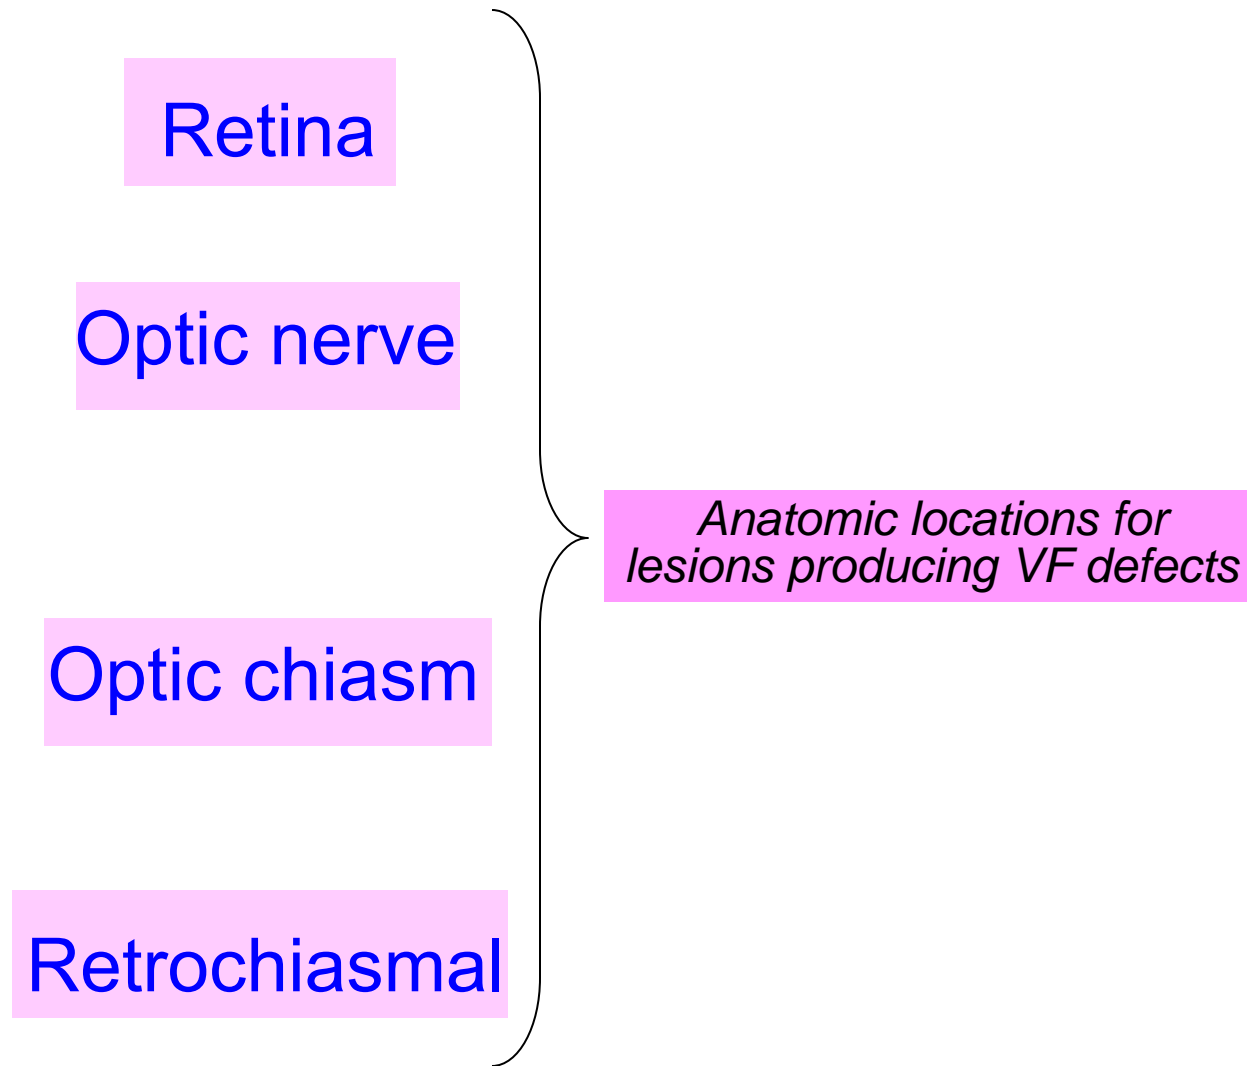 Retina
Optic nerve
Anatomic locations for
lesions producing VF defects
Optic chiasm
Retrochiasmal